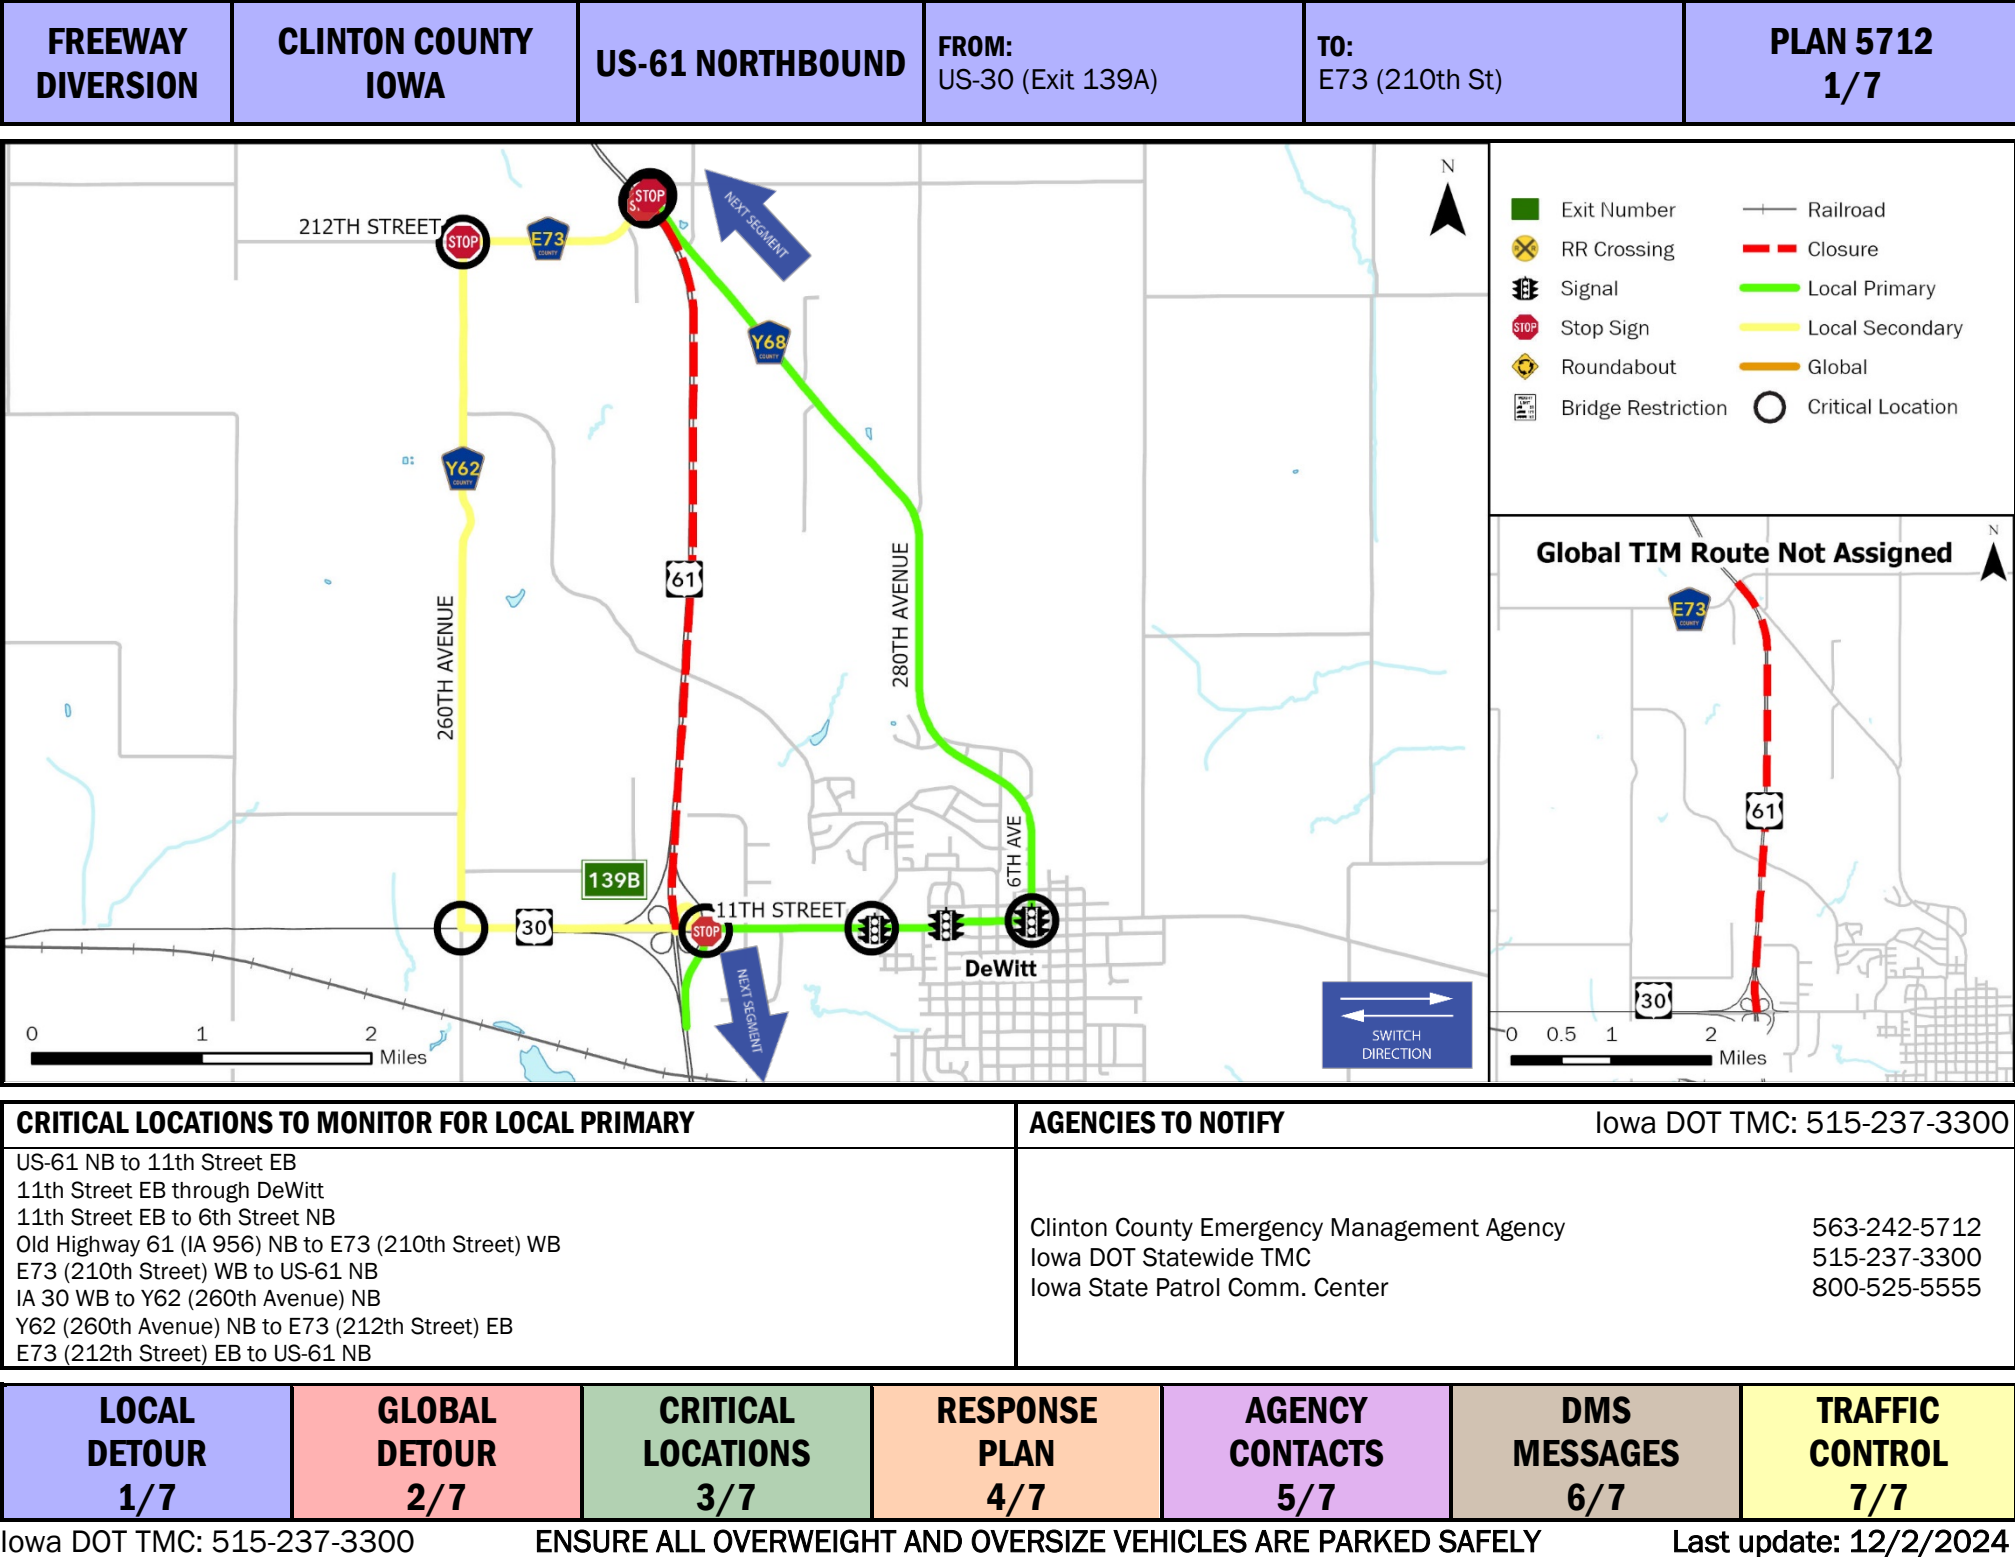 FREEWAY
DIVERSION
CLINTON COUNTY
IOWA
US-61 NORTHBOUND
FROM:
US-30 (Exit 139A)
TO:
E73 (210th St)
PLAN 5712
1/7
212TH STREET
STOP
STOP
E73
COUNTY
NEXT SEGMENT
N
Y68
COUNTY
Y62
COUNTY
61
260TH AVENUE
280TH AVENUE
6TH AVE
139B
11TH STREET
30
STOP
DeWitt
NEXT SEGMENT
0 1 2
Miles
SWITCH
DIRECTION
Exit Number
RR Crossing
Signal
STOP Stop Sign
Roundabout
Bridge Restriction
Railroad
Closure
Local Primary
Local Secondary
Global
Critical Location
Global TIM Route Not Assigned
N
E73
COUNTY
61
30
0 0.5 1 2
Miles
CRITICAL LOCATIONS TO MONITOR FOR LOCAL PRIMARY
US-61 NB to 11th Street EB
11th Street EB through DeWitt
11th Street EB to 6th Street NB
Old Highway 61 (IA 956) NB to E73 (210th Street) WB
E73 (210th Street) WB to US-61 NB
IA 30 WB to Y62 (260th Avenue) NB
Y62 (260th Avenue) NB to E73 (212th Street) EB
E73 (212th Street) EB to US-61 NB
AGENCIES TO NOTIFY Iowa DOT TMC: 515-237-3300
Clinton County Emergency Management Agency 563-242-5712
Iowa DOT Statewide TMC 515-237-3300
Iowa State Patrol Comm. Center 800-525-5555
LOCAL
DETOUR
1/7
GLOBAL
DETOUR
2/7
CRITICAL
LOCATIONS
3/7
RESPONSE
PLAN
4/7
AGENCY
CONTACTS
5/7
DMS
MESSAGES
6/7
TRAFFIC
CONTROL
7/7
Iowa DOT TMC: 515-237-3300 ENSURE ALL OVERWEIGHT AND OVERSIZE VEHICLES ARE PARKED SAFELY Last update: 12/2/2024